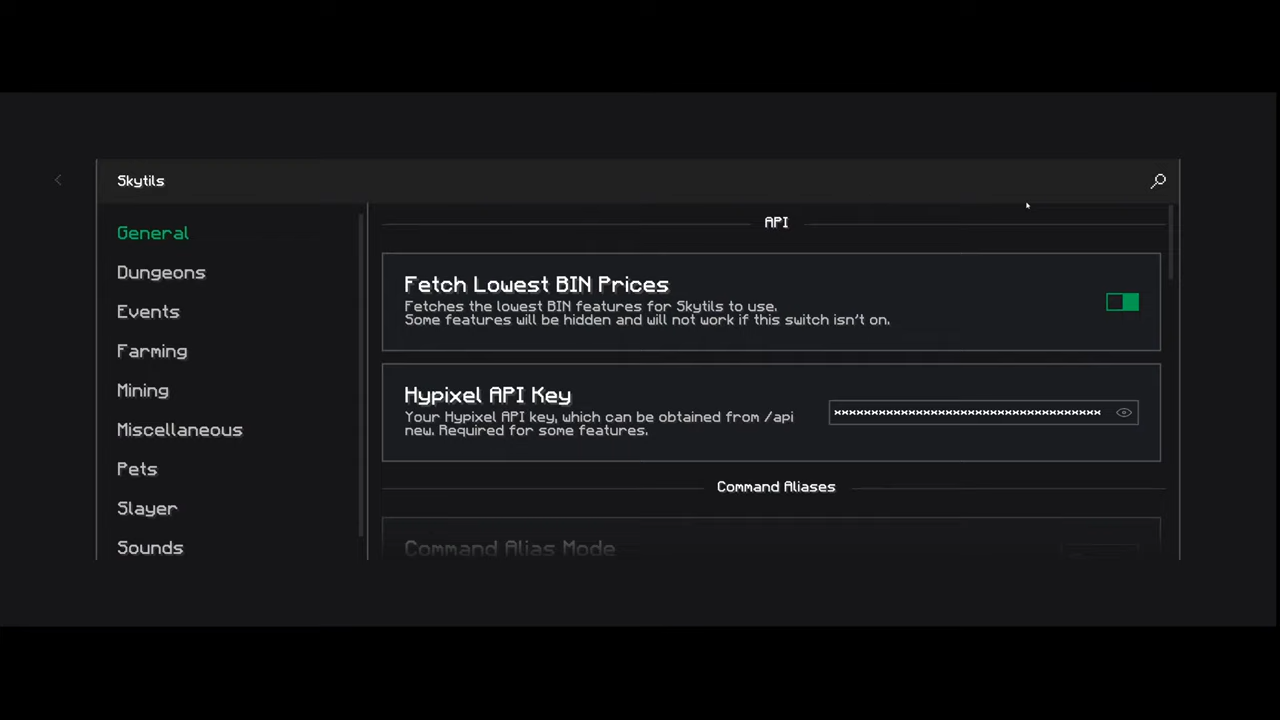 Skytils
General
Dungeons
Events
Farming
Mining
Miscellaneous
Pets
Slayer
Sounds
API
Fetch Lowest BIN Prices
Fetches the lowest BIN features for Skytils to use.
Some features will be hidden and will not work if this switch isn't on.
Hypixel API Key
Your Hypixel API key, which can be obtained from /api
new. Required for some features.
************************************
Command Aliases
Command Alias Mode